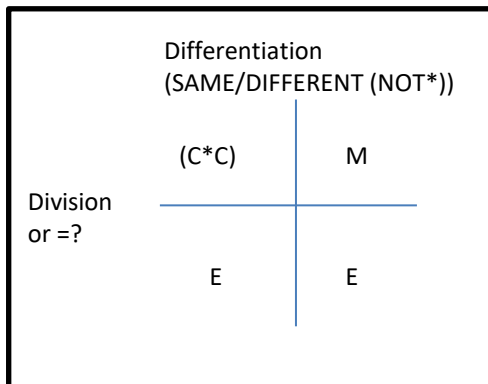 Differentiation
(SAME/DIFFERENT (NOT*))
(C*C) M
Division
or =?
E E